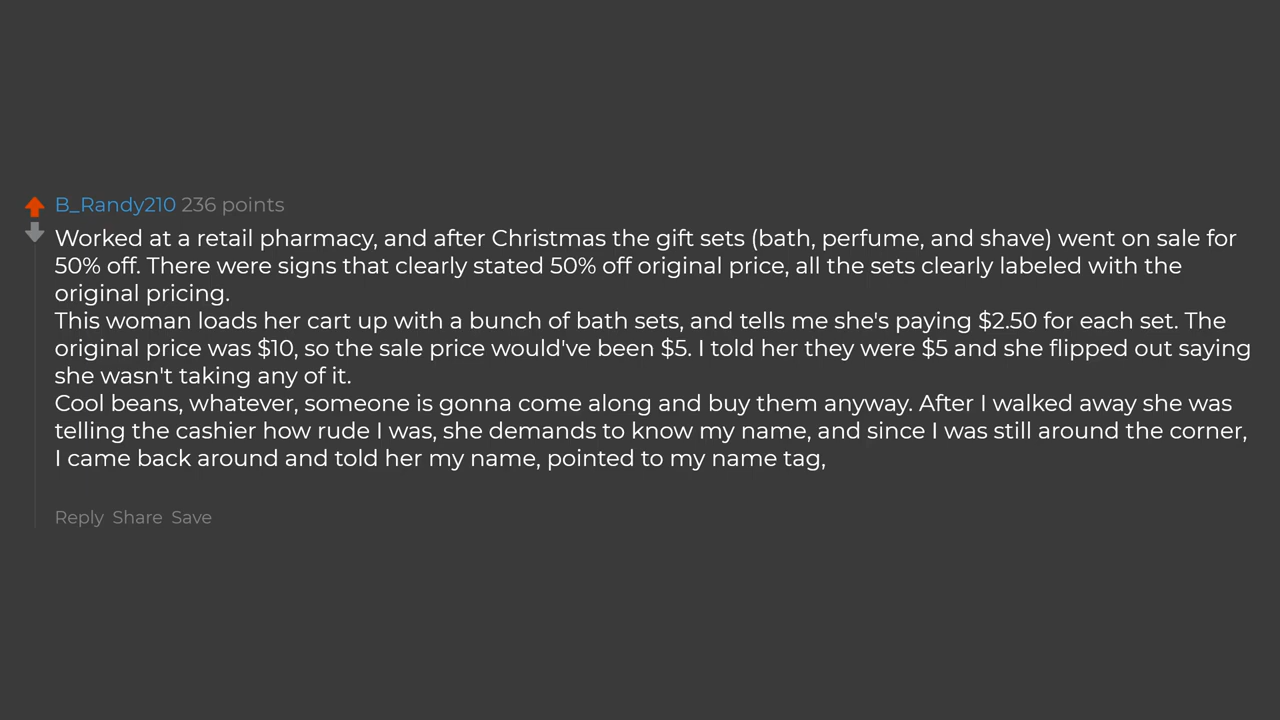 B_Randy210 236 points
Worked at a retail pharmacy, and after Christmas the gift sets (bath, perfume, and shave) went on sale for
50% off. There were signs that clearly stated 50% off original price, all the sets clearly labeled with the
original pricing.
This woman loads her cart up with a bunch of bath sets, and tells me she's paying $2.50 for each set. The
original price was $10, so the sale price would've been $5. I told her they were $5 and she flipped out saying
she wasn't taking any of it.
Cool beans, whatever, someone is gonna come along and buy them anyway. After I walked away she was
telling the cashier how rude I was, she demands to know my name, and since I was still around the corner,
I came back around and told her my name, pointed to my name tag,
Reply Share Save